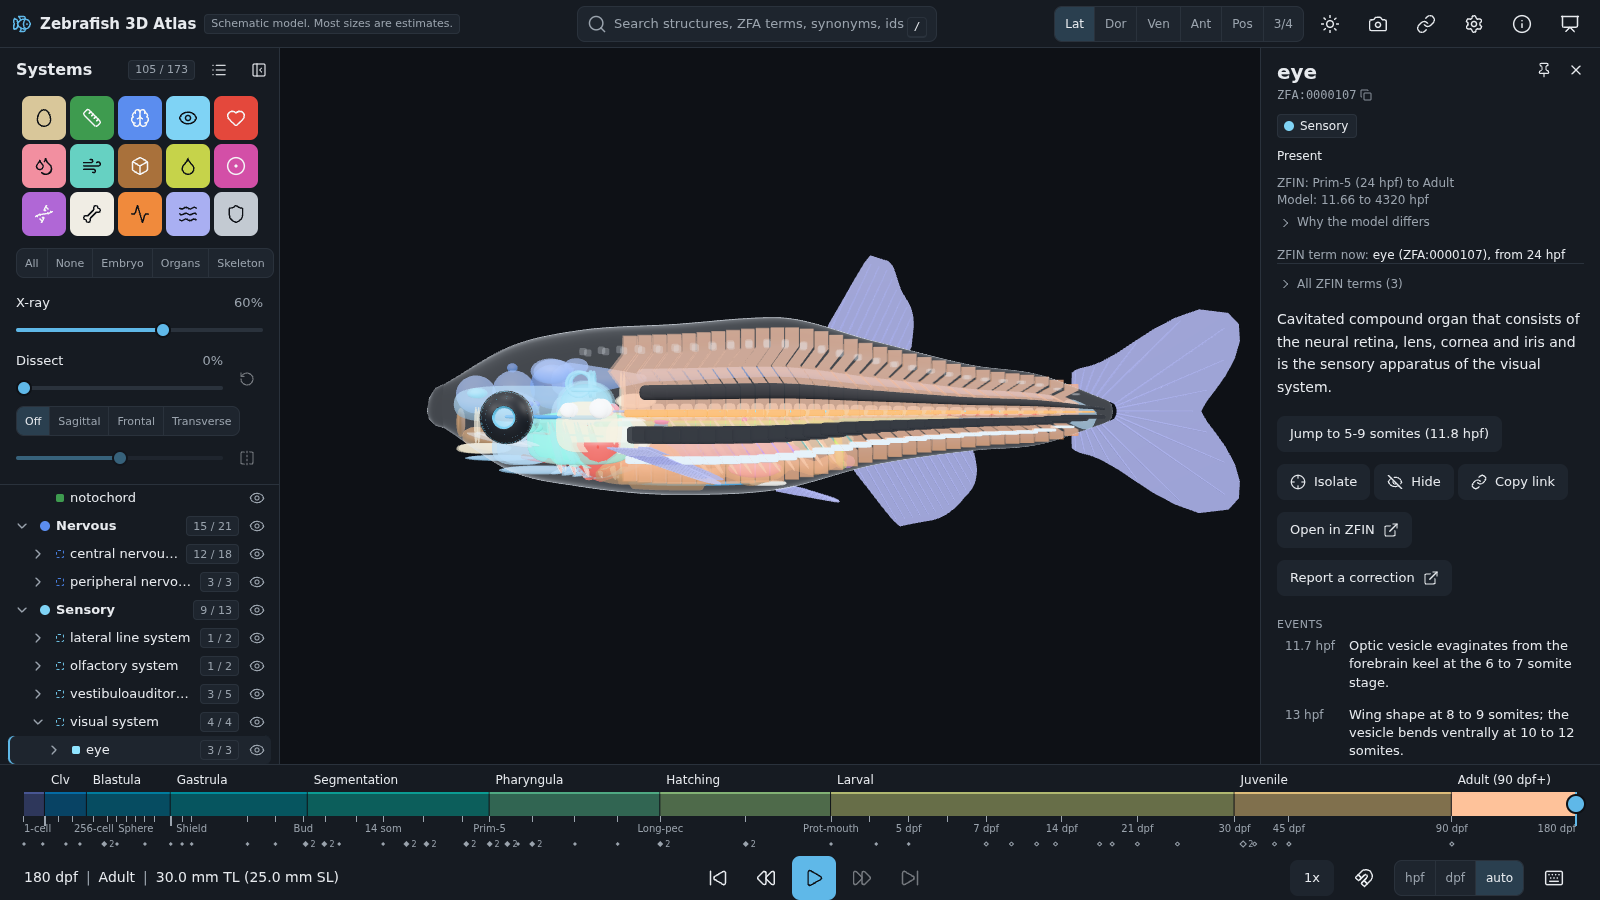 Zebrafish 3D Atlas
Schematic model. Most sizes are estimates.
Search structures, ZFA terms, synonyms, ids
/
Lat
Dor
Ven
Ant
Pos
3/4
Systems
105 / 173
All
None
Embryo
Organs
Skeleton
X-ray
60%
Dissect
0%
Off
Sagittal
Frontal
Transverse
notochord
Nervous
15 / 21
central nervou...
12 / 18
peripheral nervo...
3 / 3
Sensory
9 / 13
lateral line system
1 / 2
olfactory system
1 / 2
vestibuloauditor...
3 / 5
visual system
4 / 4
eye
3 / 3
eye
ZFA:0000107
Sensory
Present
ZFIN: Prim-5 (24 hpf) to Adult
Model: 11.66 to 4320 hpf
Why the model differs
ZFIN term now: eye (ZFA:0000107), from 24 hpf
All ZFIN terms (3)
Cavitated compound organ that consists of
the neural retina, lens, cornea and iris and
is the sensory apparatus of the visual
system.
Jump to 5-9 somites (11.8 hpf)
Isolate
Hide
Copy link
Open in ZFIN
Report a correction
EVENTS
11.7 hpf
Optic vesicle evaginates from the
forebrain keel at the 6 to 7 somite
stage.
13 hpf
Wing shape at 8 to 9 somites; the
vesicle bends ventrally at 10 to 12
somites.
Clv
Blastula
Gastrula
Segmentation
Pharyngula
Hatching
Larval
Juvenile
Adult (90 dpf+)
1-cell
256-cell
Sphere
Shield
Bud
14 som
Prim-5
Long-pec
Prot-mouth
5 dpf
7 dpf
14 dpf
21 dpf
30 dpf
45 dpf
90 dpf
180 dpf
2
2
2
2
2
2
2
2
2
2
2
2
180 dpf | Adult | 30.0 mm TL (25.0 mm SL)
1x
hpf
dpf
auto